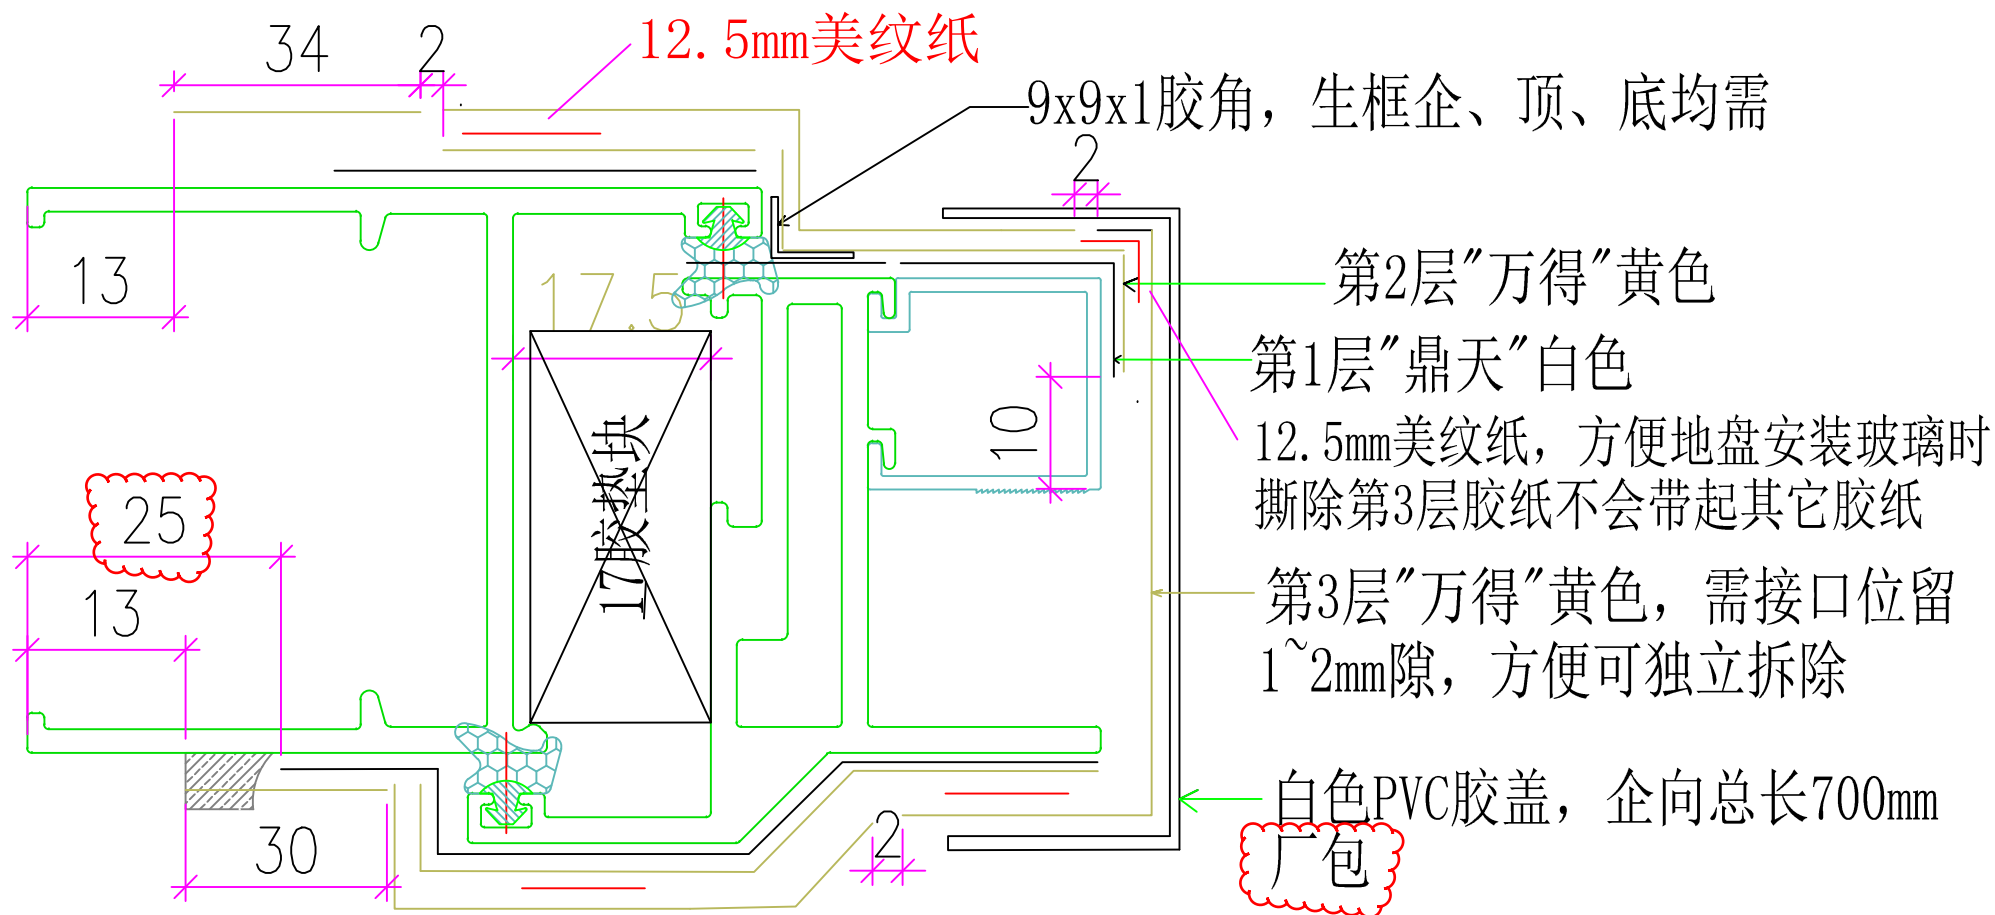 34
2
12.5mm美纹纸
9x9x1胶角，生框企、顶、底均需
2
13
17.5
第2层"万得"黄色
第1层"鼎天"白色
10
12.5mm美纹纸，方便地盘安装玻璃时
撕除第3层胶纸不会带起其它胶纸
17胶垫块
25
13
第3层"万得"黄色，需接口位留
1~2mm隙，方便可独立拆除
白色PVC胶盖，企向总长700mm
厂包
30
2